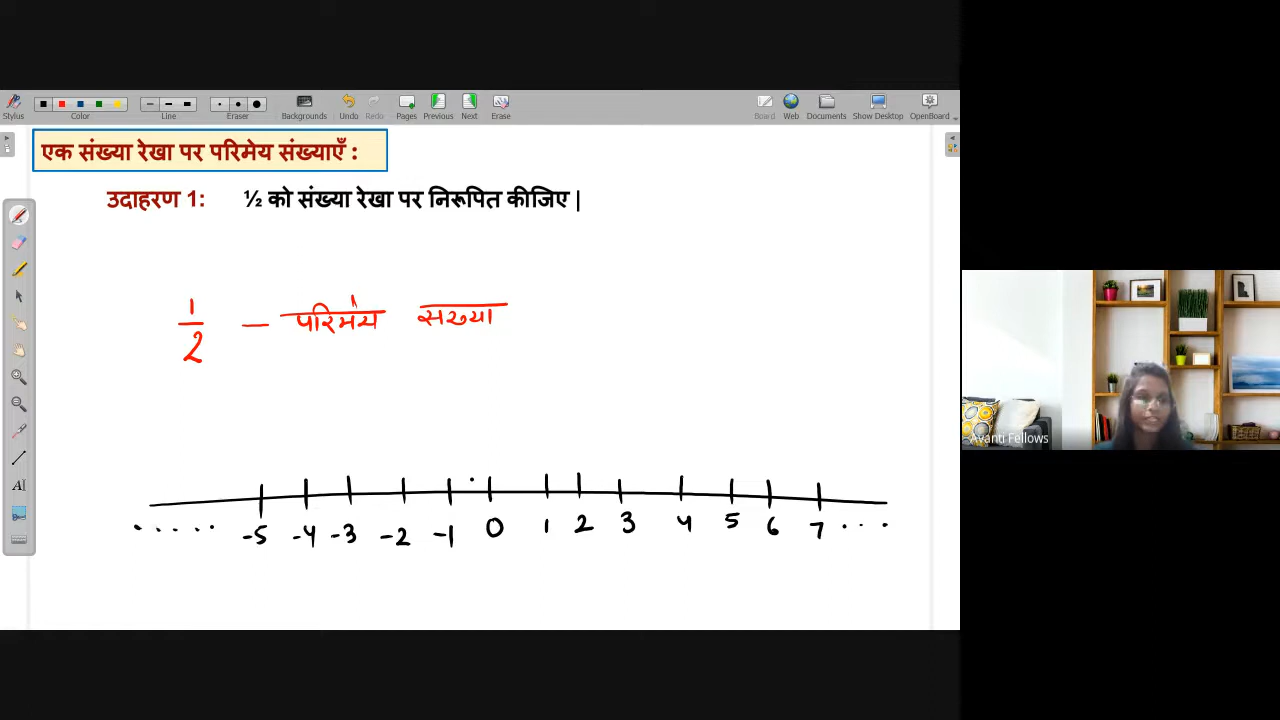 Stylus Color Line Eraser Backgrounds Undo Redo Pages Previous Next Erase Board Web Documents Show Desktop OpenBoard
एक संख्या रेखा पर परिमेय संख्याएँ :
उदाहरण 1: ½ को संख्या रेखा पर निरूपित कीजिए |
1/2 — परिमेय संख्या
..... -5 -4 -3 -2 -1 0 1 2 3 4 5 6 7 ...
Avanti Fellows